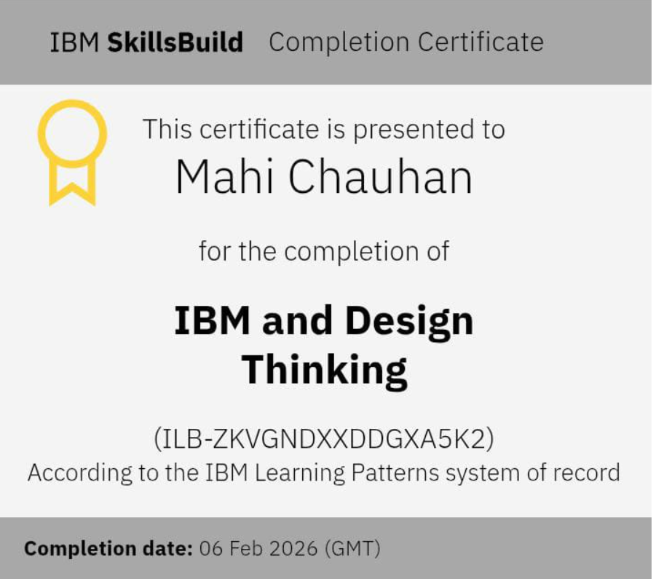 IBM SkillsBuild Completion Certificate
This certificate is presented to
Mahi Chauhan
for the completion of
IBM and Design
Thinking
(ILB-ZKVGNDXXDDGXA5K2)
According to the IBM Learning Patterns system of record
Completion date: 06 Feb 2026 (GMT)